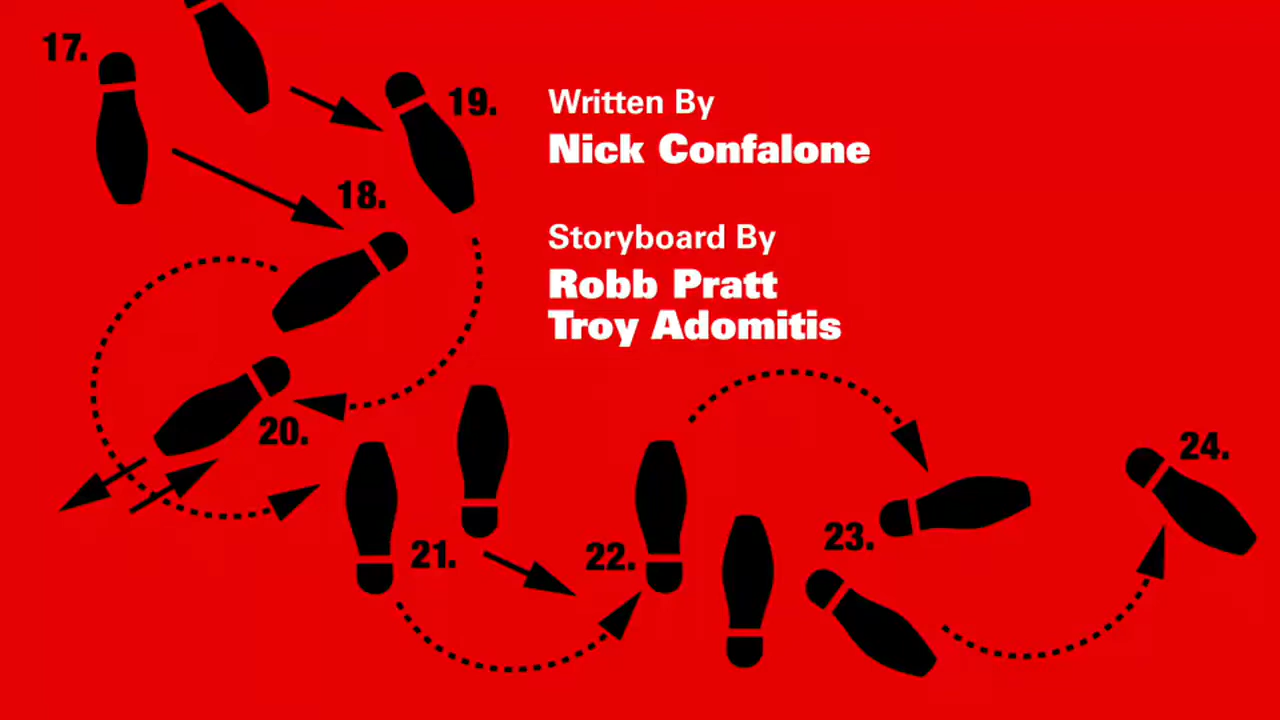 17.
19.
Written By
Nick Confalone
18.
Storyboard By
Robb Pratt
Troy Adomitis
20.
24.
21.
22.
23.